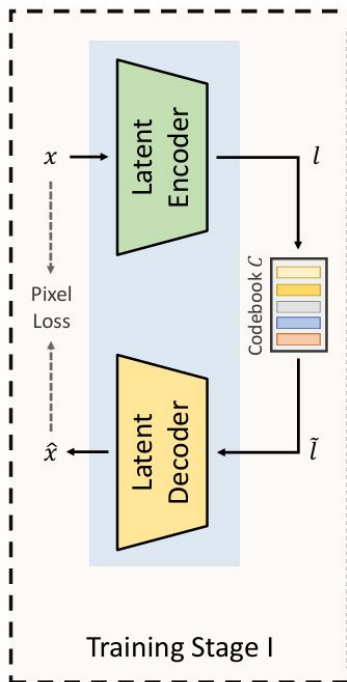 x
Latent
Encoder
l
Pixel
Loss
Codebook C
x̂
Latent
Decoder
l̃
Training Stage I